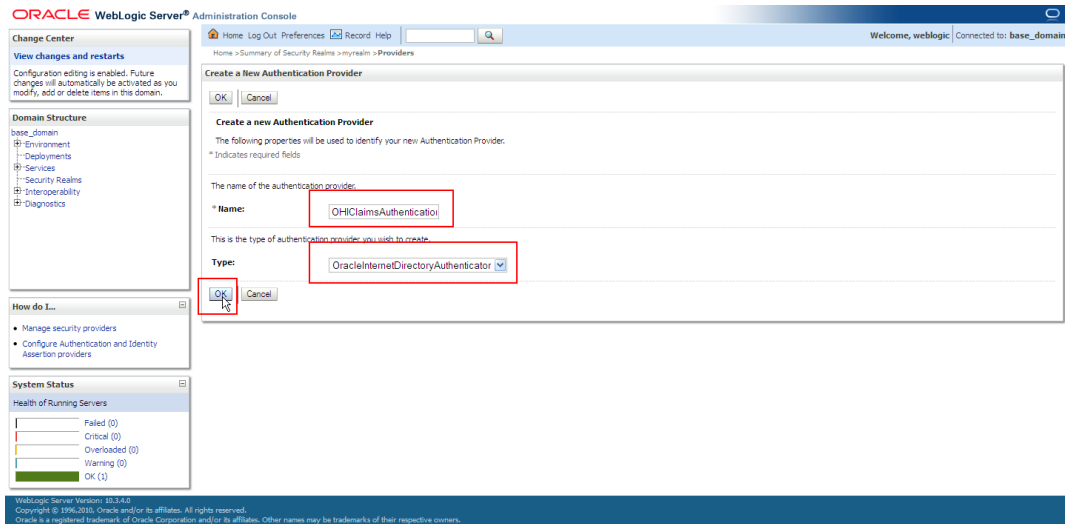 ORACLE WebLogic Server® Administration Console
Change Center
View changes and restarts
Configuration editing is enabled. Future
changes will automatically be activated as you
modify, add or delete items in this domain.
Domain Structure
base_domain
Environment
Deployments
Services
Security Realms
Interoperability
Diagnostics
How do I...
Manage security providers
Configure Authentication and Identity
Assertion providers
System Status
Health of Running Servers
Failed (0)
Critical (0)
Overloaded (0)
Warning (0)
OK (1)
Home Log Out Preferences Record Help
Welcome, weblogic Connected to: base_domain
Home >Summary of Security Realms >myrealm >Providers
Create a New Authentication Provider
OK Cancel
Create a new Authentication Provider
The following properties will be used to identify your new Authentication Provider.
* Indicates required fields
The name of the authentication provider.
* Name: OHIClaimsAuthentication
This is the type of authentication provider you wish to create.
Type: OracleInternetDirectoryAuthenticator
OK Cancel
WebLogic Server Version: 10.3.4.0
Copyright © 1996,2010, Oracle and/or its affiliates. All rights reserved.
Oracle is a registered trademark of Oracle Corporation and/or its affiliates. Other names may be trademarks of their respective owners.